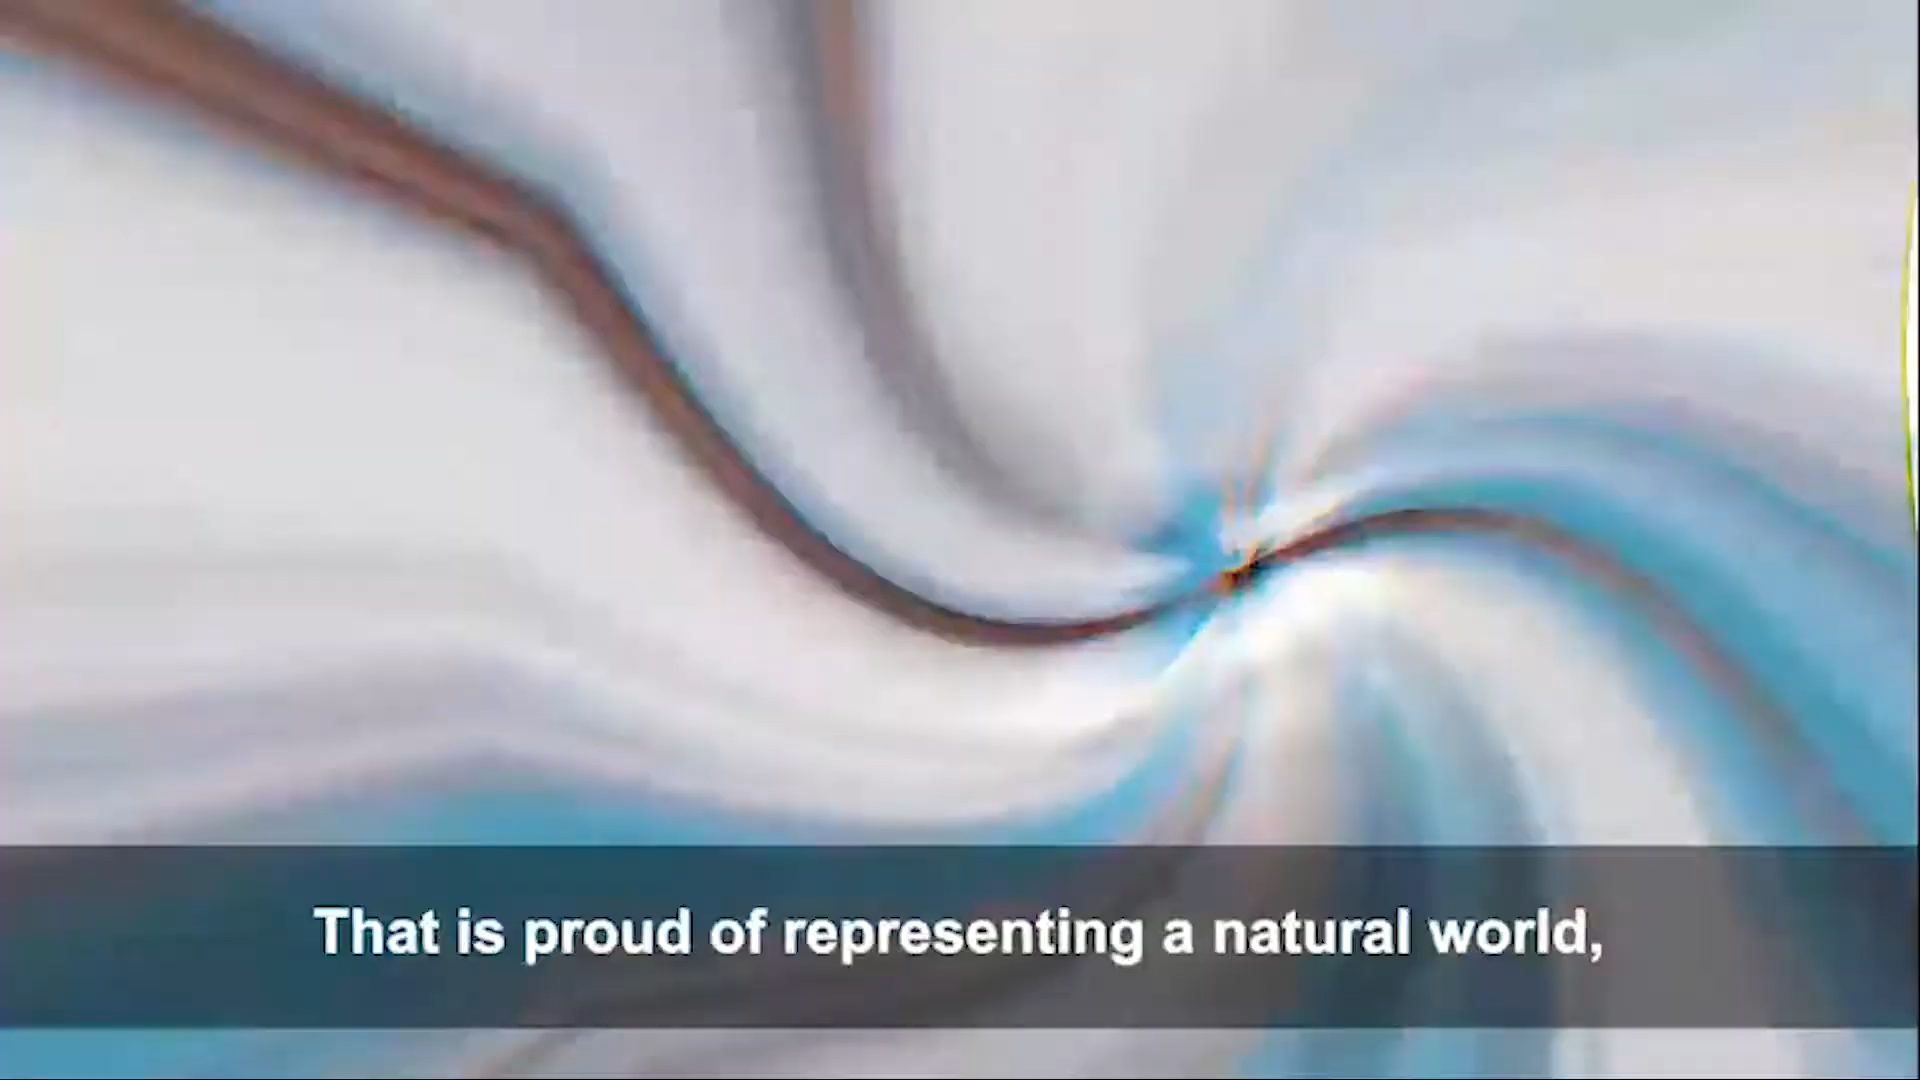 That is proud of representing a natural world,